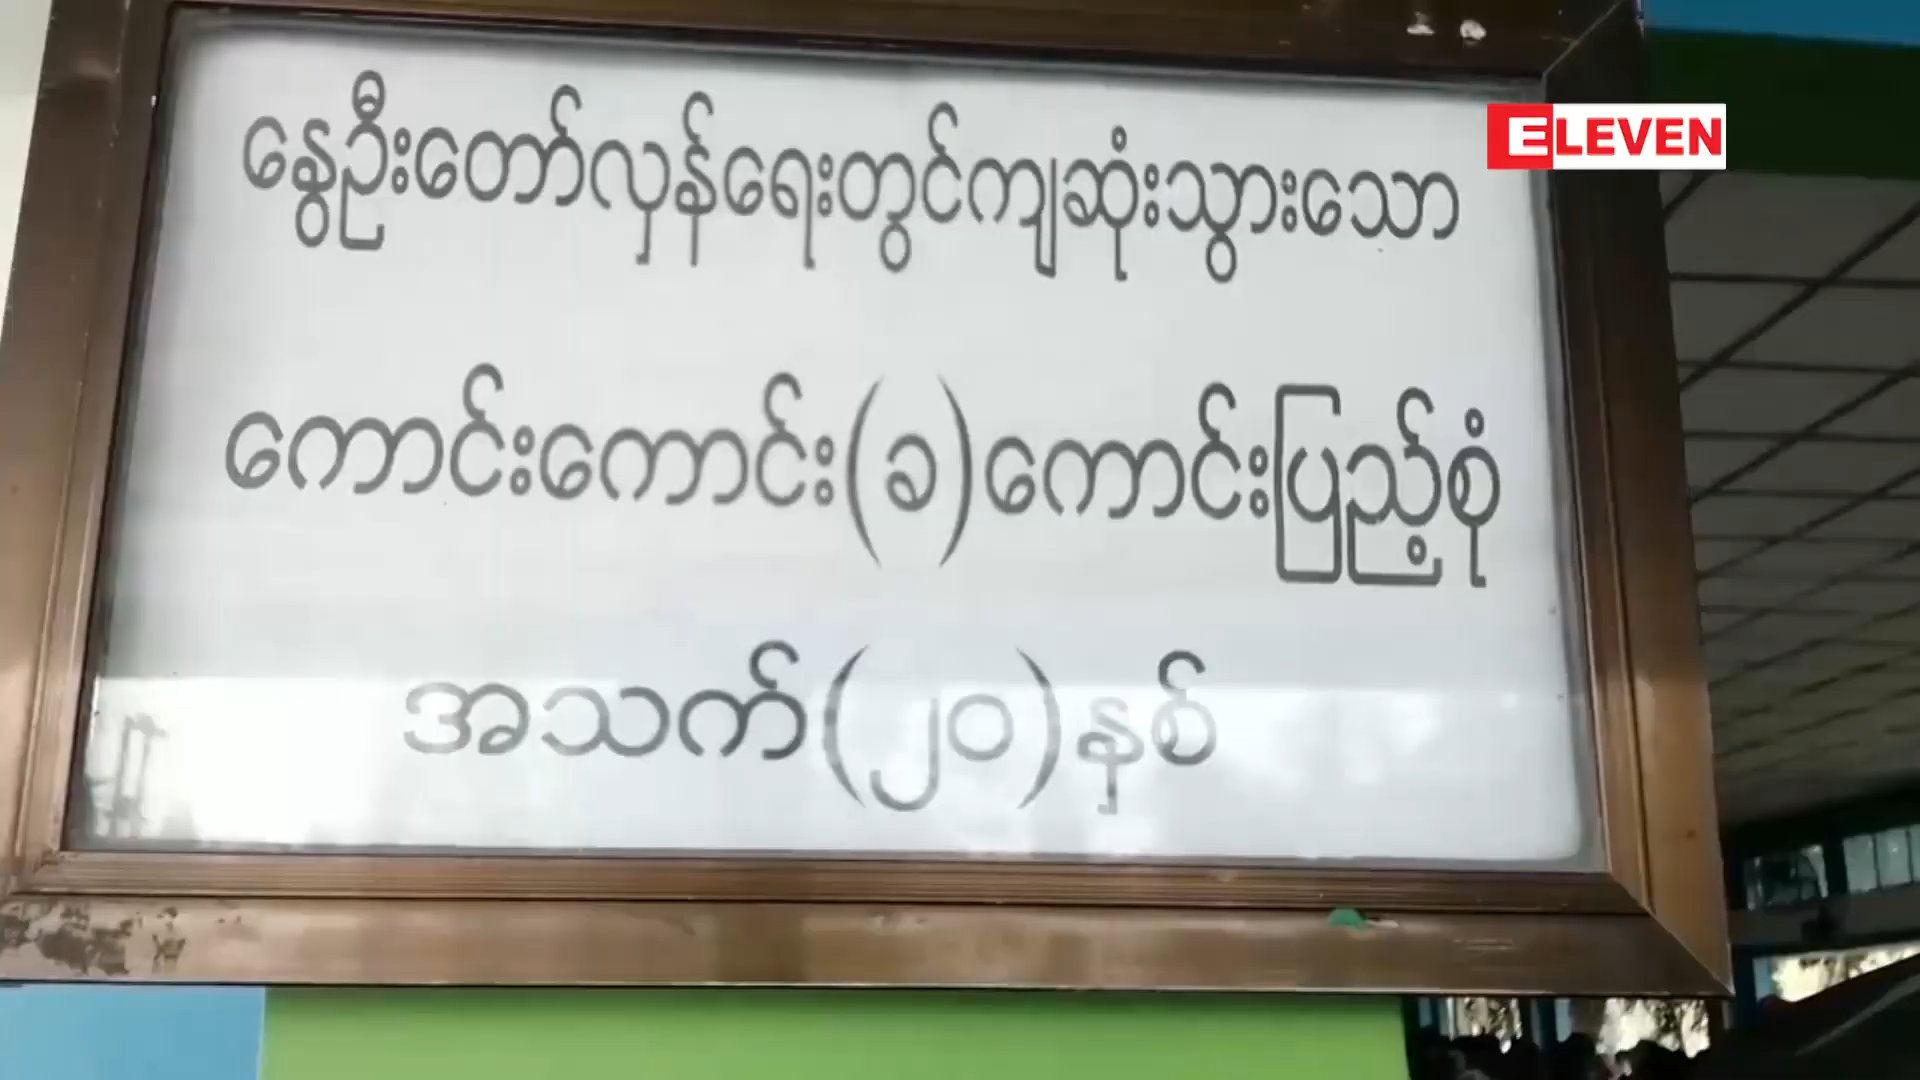 နွေဦးတော်လှန်ရေးတွင်ကျဆုံးသွားသော
ELEVEN
ကောင်းကောင်း(ခ)ကောင်းပြည့်စုံ
အသက်(၂၀)နှစ်